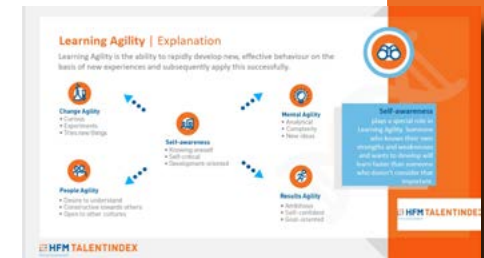 Learning Agility | Explanation
Learning Agility is the ability to rapidly develop new, effective behaviour on the
basis of new experiences and subsequently apply this successfully.
Change Agility
• Curious
• Experiments
• Tries new things
Mental Agility
• Analytical
• Complexity
• New ideas
Self-awareness
• Knowing oneself
• Self-critical
• Development-oriented
People Agility
• Desire to understand
• Constructive towards others
• Open to other cultures
Results Agility
• Ambitious
• Self-confident
• Goal-oriented
Self-awareness
plays a special role in
Learning Agility. Someone
who knows their own
strengths and weaknesses
and wants to develop will
learn faster than someone
who doesn't consider that
important.
HFM TALENTINDEX
HFM TALENTINDEX